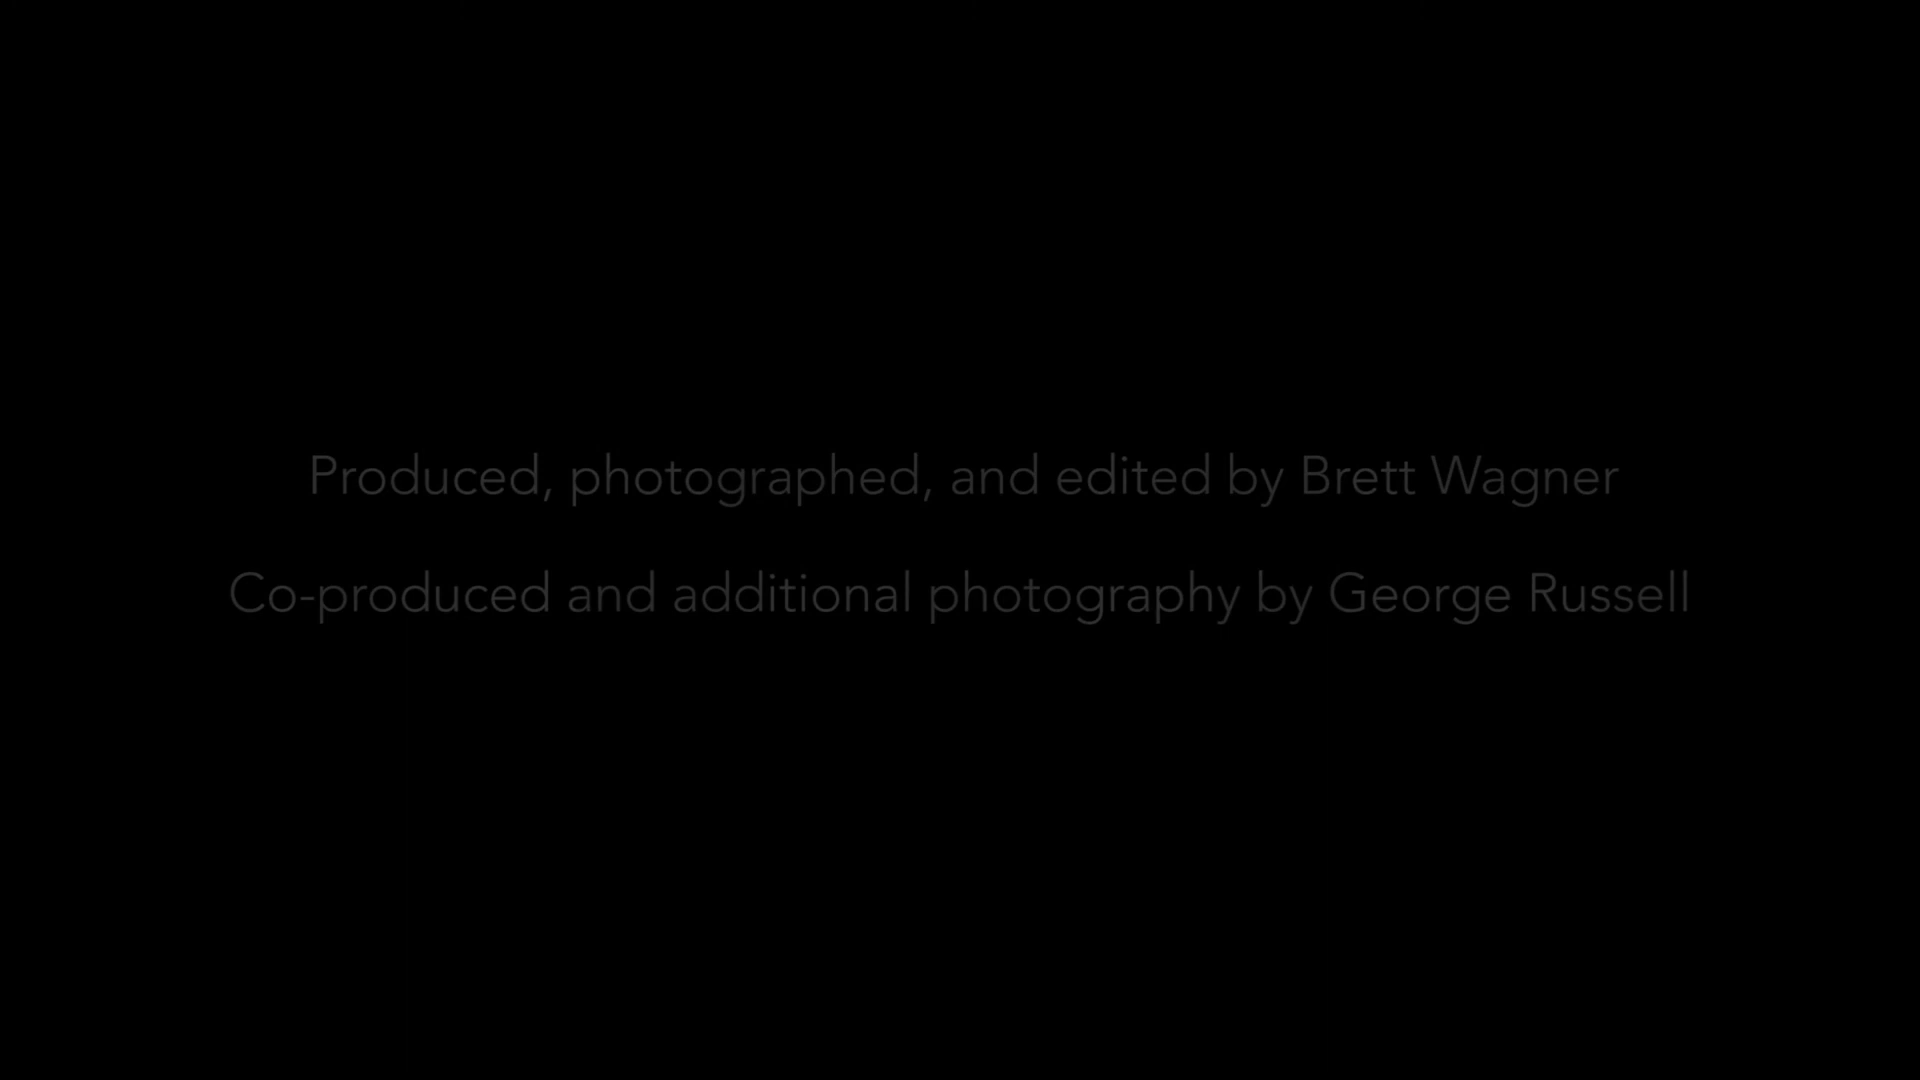 Produced, photographed, and edited by Brett Wagner
Co-produced and additional photography by George Russell